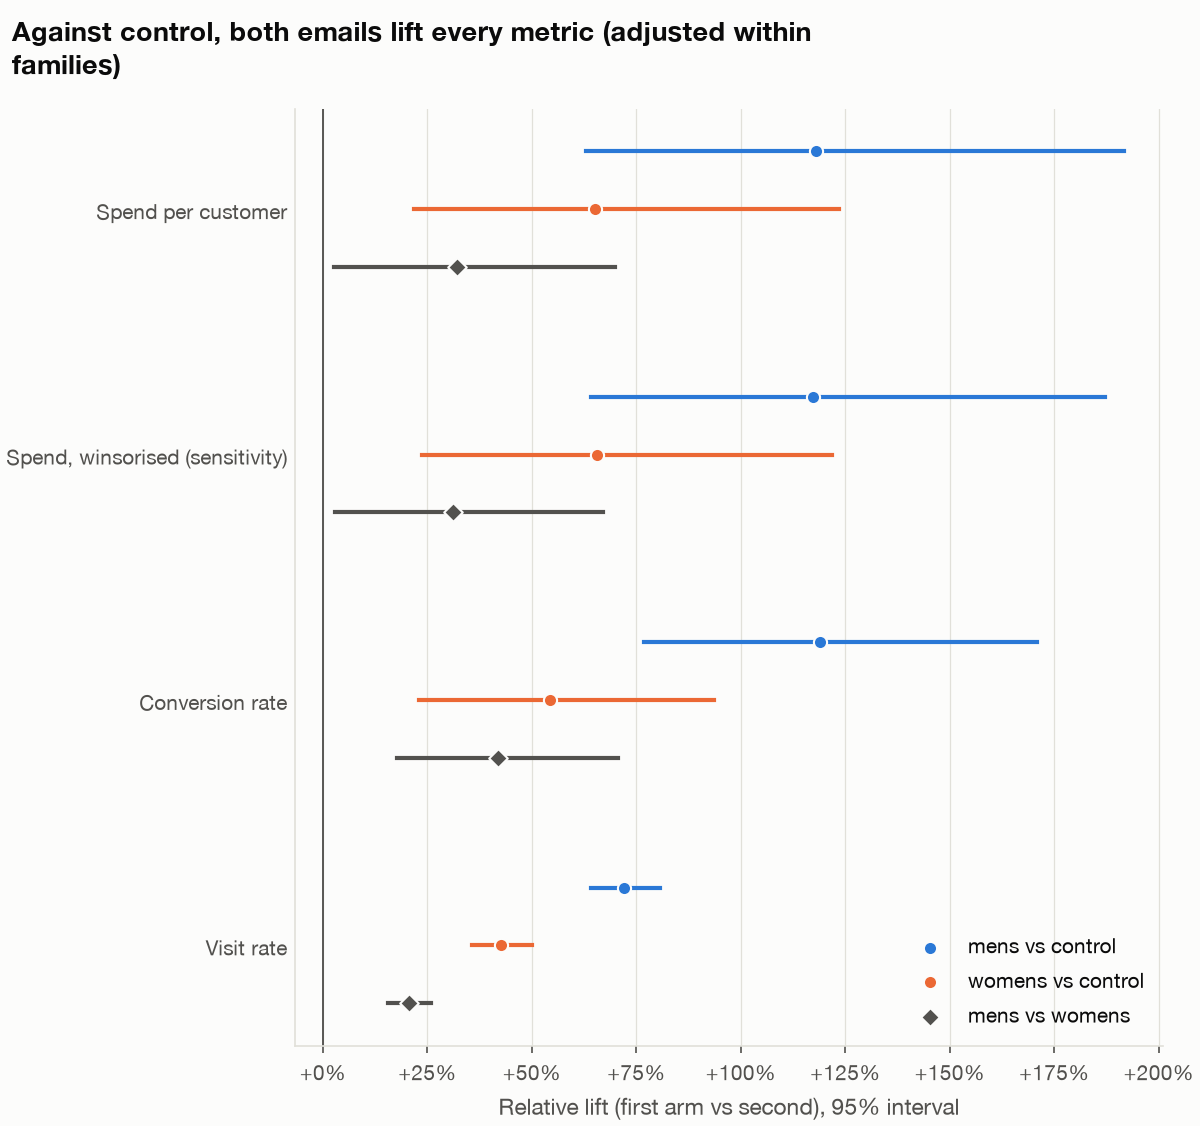 Against control, both emails lift every metric (adjusted within
families)
Spend per customer
Spend, winsorised (sensitivity)
Conversion rate
Visit rate
mens vs control
womens vs control
mens vs womens
+0% +25% +50% +75% +100% +125% +150% +175% +200%
Relative lift (first arm vs second), 95% interval